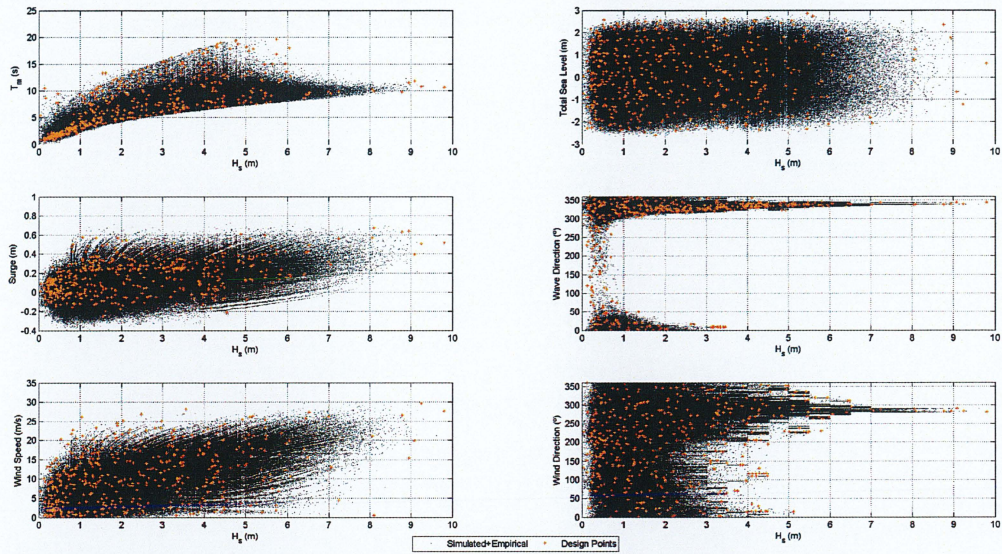 25
20
15
10
5
0
T_m (s)
0 1 2 3 4 5 6 7 8 9 10
H_s (m)
3
2
1
0
-1
-2
-3
Total Sea Level (m)
0 1 2 3 4 5 6 7 8 9 10
H_s (m)
1
0.8
0.6
0.4
0.2
0
-0.2
-0.4
Surge (m)
0 1 2 3 4 5 6 7 8 9 10
H_s (m)
350
300
250
200
150
100
50
0
Wave Direction (º)
0 1 2 3 4 5 6 7 8 9 10
H_s (m)
35
30
25
20
15
10
5
0
Wind Speed (m/s)
0 1 2 3 4 5 6 7 8 9 10
H_s (m)
350
300
250
200
150
100
50
0
Wind Direction (º)
0 1 2 3 4 5 6 7 8 9 10
H_s (m)
Simulated+Empirical
Design Points